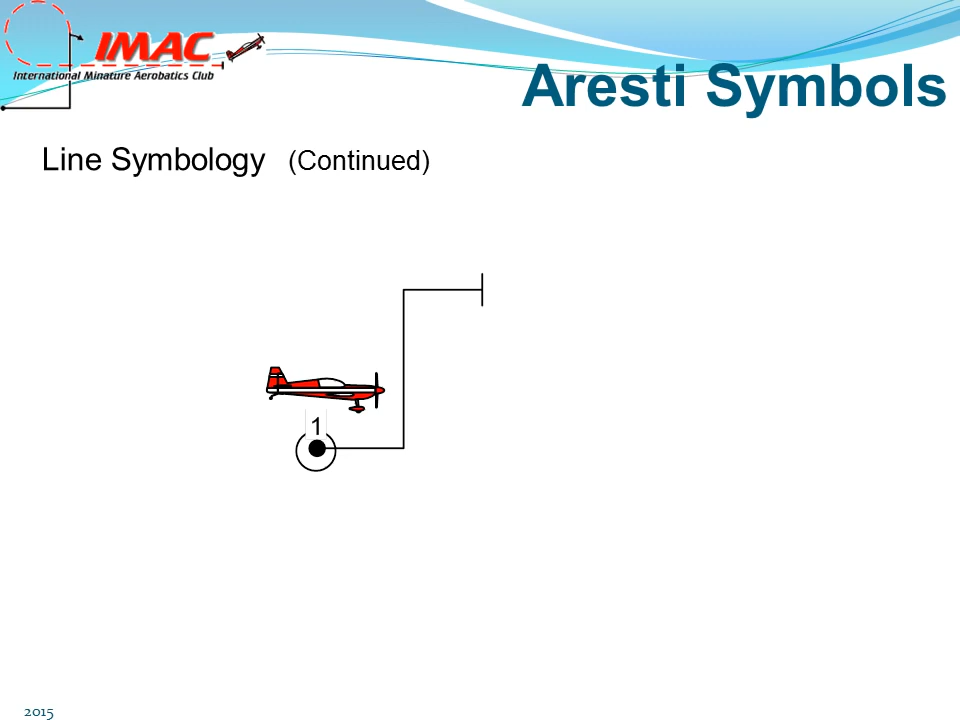 IMAC
International Minature Aerobatics Club
Aresti Symbols
Line Symbology (Continued)
1
2015